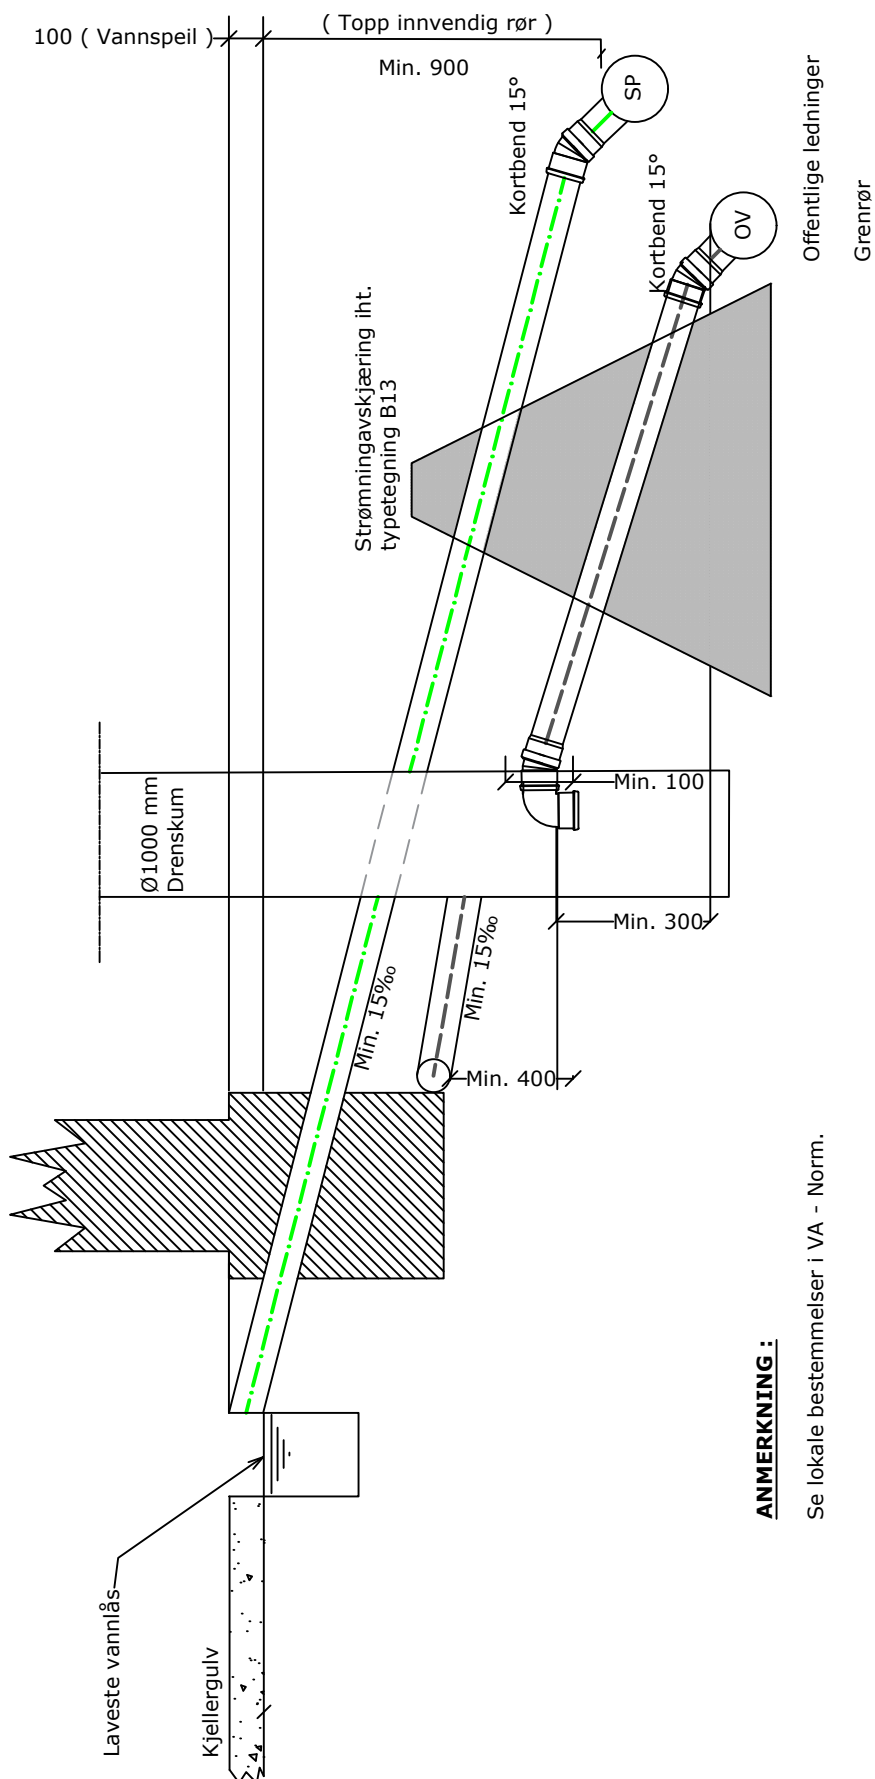 100 ( Vannspeil )
( Topp innvendig rør )
Min. 900
SP
Kortbend 15°
OV
Kortbend 15°
Offentlige ledninger
Grenrør
Strømningavskjæring iht.
typetegning B13
Ø1000 mm
Drenskum
Min. 100
Min. 300
Min. 15‰
Min. 15‰
Min. 400
Laveste vannlås
Kjellergulv
ANMERKNING :
Se lokale bestemmelser i VA - Norm.